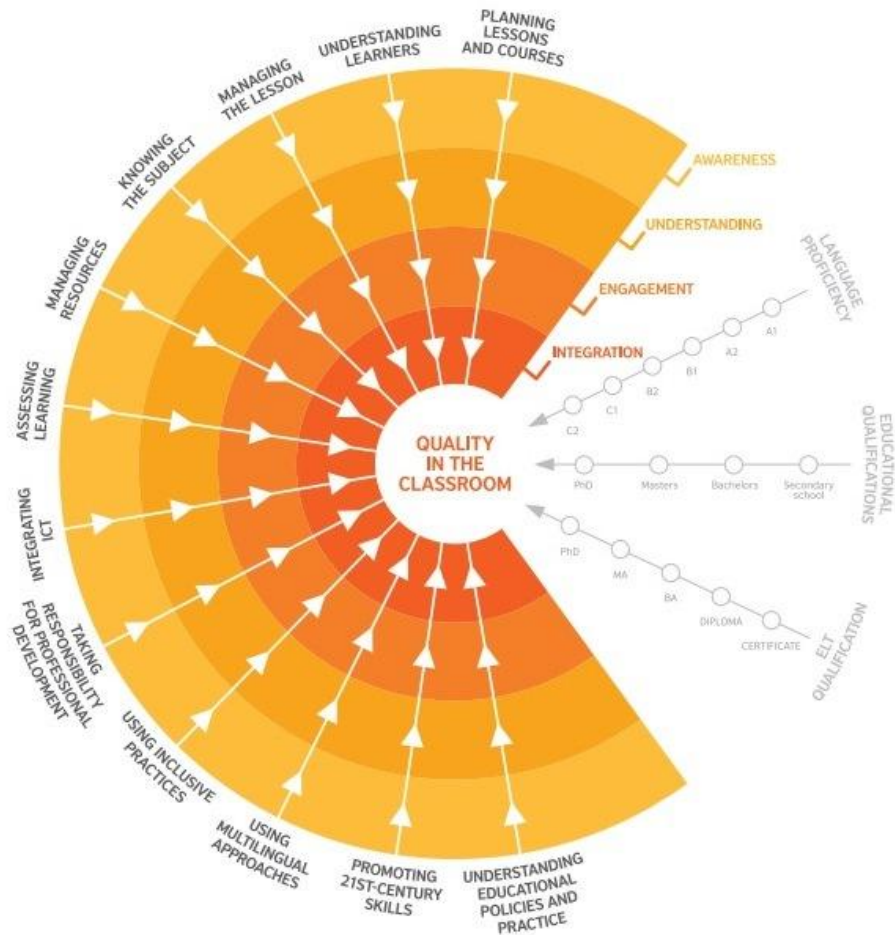 PLANNING
LESSONS
AND COURSES
UNDERSTANDING
LEARNERS
MANAGING
THE LESSON
KNOWING
THE SUBJECT
MANAGING
RESOURCES
ASSESSING
LEARNING
INTEGRATING
ICT
TAKING
RESPONSIBILITY
FOR PROFESSIONAL
DEVELOPMENT
USING INCLUSIVE
PRACTICES
USING
MULTILINGUAL
APPROACHES
PROMOTING
21ST-CENTURY
SKILLS
UNDERSTANDING
EDUCATIONAL
POLICIES AND
PRACTICE
AWARENESS
UNDERSTANDING
ENGAGEMENT
INTEGRATION
QUALITY
IN THE
CLASSROOM
LANGUAGE
PROFICIENCY
A1
A2
B1
B2
C1
C2
EDUCATIONAL
QUALIFICATIONS
PhD
Masters
Bachelors
Secondary
school
ELT
QUALIFICATION
PhD
MA
BA
DIPLOMA
CERTIFICATE